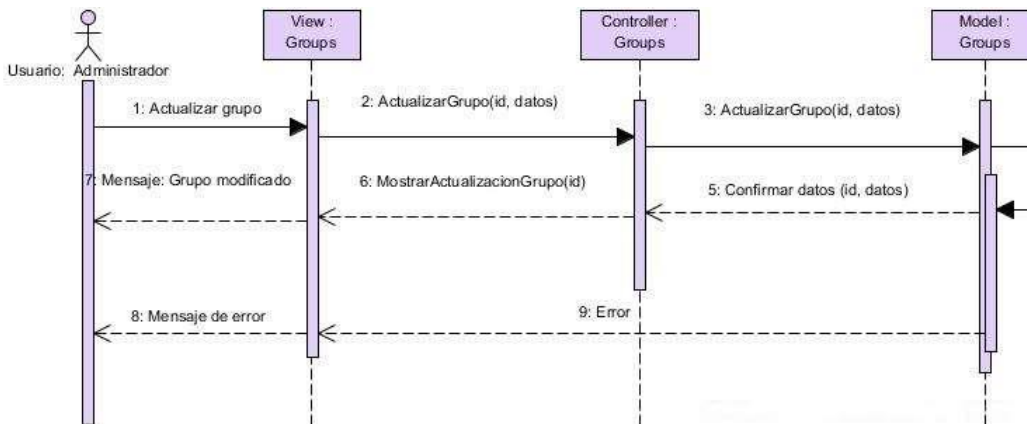 View :
Groups
Controller :
Groups
Model :
Groups
Usuario: Administrador
1: Actualizar grupo
2: ActualizarGrupo(id, datos)
3: ActualizarGrupo(id, datos)
7: Mensaje: Grupo modificado
6: MostrarActualizacionGrupo(id)
5: Confirmar datos (id, datos)
8: Mensaje de error
9: Error